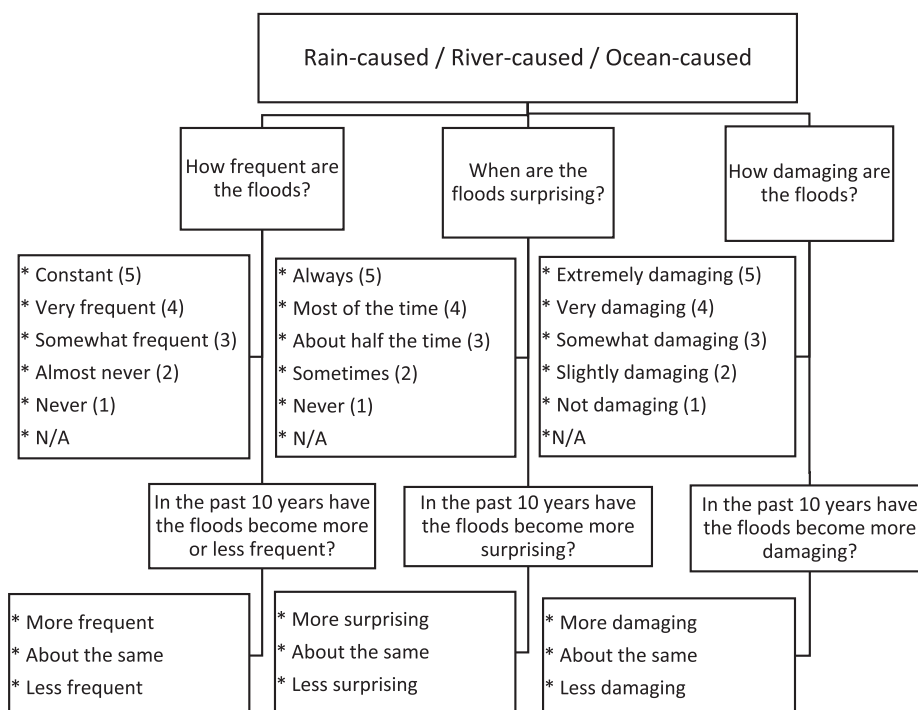 Rain-caused / River-caused / Ocean-caused
How frequent are
the floods?
When are the
floods surprising?
How damaging are
the floods?
* Constant (5)
* Very frequent (4)
* Somewhat frequent (3)
* Almost never (2)
* Never (1)
* N/A
* Always (5)
* Most of the time (4)
* About half the time (3)
* Sometimes (2)
* Never (1)
* N/A
* Extremely damaging (5)
* Very damaging (4)
* Somewhat damaging (3)
* Slightly damaging (2)
* Not damaging (1)
*N/A
In the past 10 years have
the floods become more
or less frequent?
In the past 10 years have
the floods become more
surprising?
In the past 10 years have
the floods become more
damaging?
* More frequent
* About the same
* Less frequent
* More surprising
* About the same
* Less surprising
* More damaging
* About the same
* Less damaging